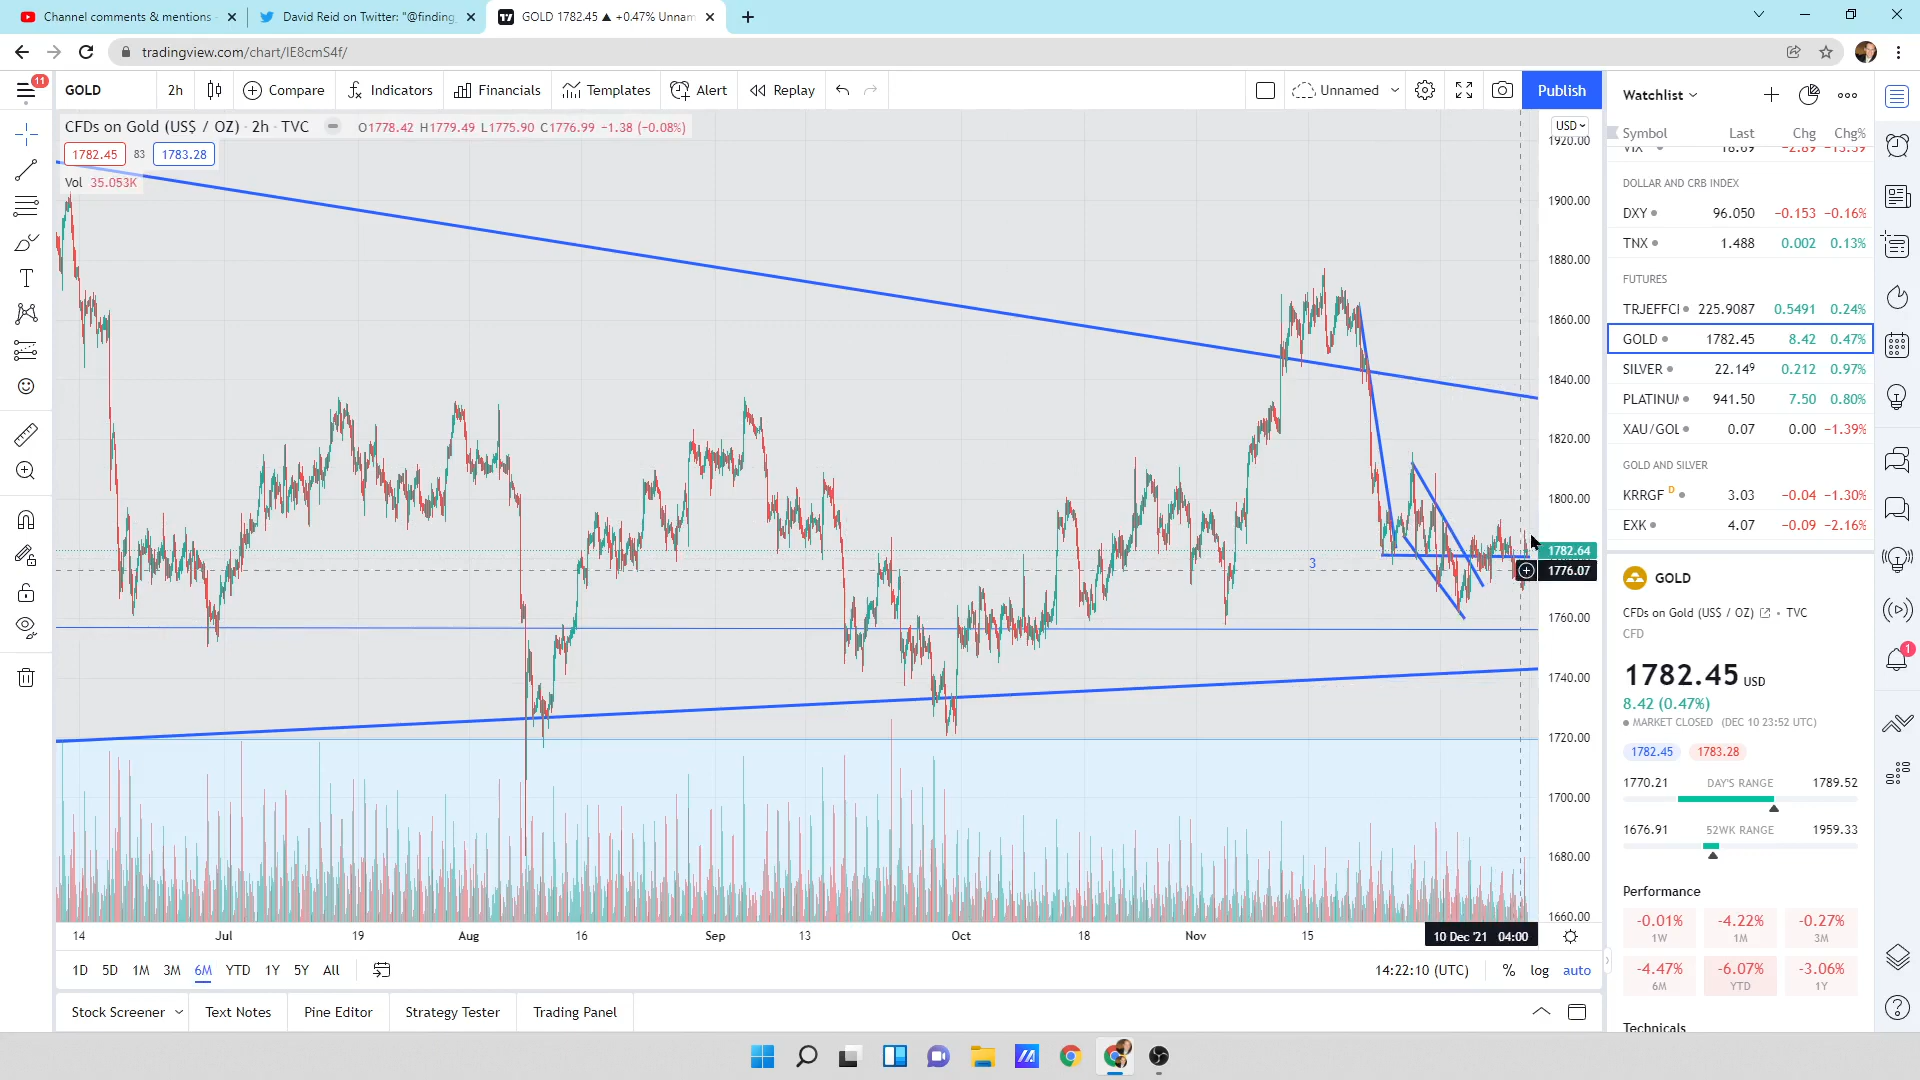 Channel comments & mentions
David Reid on Twitter: "@finding
GOLD 1782.45 ▲ +0.47% Unnam
tradingview.com/chart/IE8cmS4f/
11
GOLD
2h
Compare
Indicators
Financials
Templates
Alert
Replay
Unnamed
Publish
CFDs on Gold (US$ / OZ) · 2h · TVC
O1778.42 H1779.49 L1775.90 C1776.99 −1.38 (−0.08%)
1782.45 83 1783.28
Vol 35.053K
USD
1920.00
1900.00
1880.00
1860.00
1840.00
1820.00
1800.00
1782.64
1776.07
1760.00
1740.00
1720.00
1700.00
1680.00
1660.00
3
14 Jul 19 Aug 16 Sep 13 Oct 18 Nov 15
10 Dec '21 04:00
1D 5D 1M 3M 6M YTD 1Y 5Y All
14:22:10 (UTC) % log auto
Stock Screener
Text Notes
Pine Editor
Strategy Tester
Trading Panel
Watchlist
Symbol Last Chg Chg%
VIX 18.69 −2.89 −13.39
DOLLAR AND CRB INDEX
DXY 96.050 −0.153 −0.16%
TNX 1.488 0.002 0.13%
FUTURES
TRJEFFCI 225.9087 0.5491 0.24%
GOLD 1782.45 8.42 0.47%
SILVER 22.149 0.212 0.97%
PLATINUM 941.50 7.50 0.80%
XAU/GOL 0.07 0.00 −1.39%
GOLD AND SILVER
KRRGF D 3.03 −0.04 −1.30%
EXK 4.07 −0.09 −2.16%
GOLD
CFDs on Gold (US$ / OZ) • TVC
CFD
1782.45 USD
8.42 (0.47%)
MARKET CLOSED (DEC 10 23:52 UTC)
1782.45 1783.28
1770.21 DAY'S RANGE 1789.52
1676.91 52WK RANGE 1959.33
Performance
-0.01% -4.22% -0.27%
1W 1M 3M
-4.47% -6.07% -3.06%
6M YTD 1Y
Technicals
1